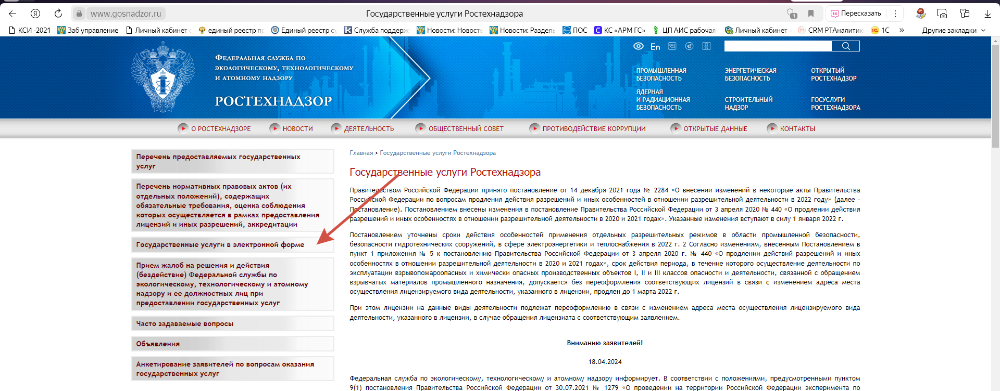 www.gosnadzor.ru
Государственные услуги Ростехнадзора
1
Пересказать
КСИ -2021
Заб управление
Личный кабинет
единый реестр
Единый реестр
Служба поддерж
Новости: Новость
Новости: Раздель
ПОС
КС «АРМ ГС»
ЦП АИС рабочая
Личный кабинет
CRM РТАналитик
1С
»
Другие закладки
Федеральная служба по
экологическому, технологическому
и атомному надзору
РОСТЕХНАДЗОР
En
ПРОМЫШЛЕННАЯ
БЕЗОПАСНОСТЬ
ЭНЕРГЕТИЧЕСКАЯ
БЕЗОПАСНОСТЬ
ОТКРЫТЫЙ
РОСТЕХНАДЗОР
ЯДЕРНАЯ
И РАДИАЦИОННАЯ
БЕЗОПАСНОСТЬ
СТРОИТЕЛЬНЫЙ
НАДЗОР
ГОСУСЛУГИ
РОСТЕХНАДЗОРА
О РОСТЕХНАДЗОРЕ
НОВОСТИ
ДЕЯТЕЛЬНОСТЬ
ОБЩЕСТВЕННЫЙ СОВЕТ
ПРОТИВОДЕЙСТВИЕ КОРРУПЦИИ
ОТКРЫТЫЕ ДАННЫЕ
КОНТАКТЫ
Перечень предоставляемых государственных
услуг
Перечень нормативных правовых актов (их
отдельных положений), содержащих
обязательные требования, оценка соблюдения
которых осуществляется в рамках предоставления
лицензий и иных разрешений, аккредитации
Государственные услуги в электронной форме
Прием жалоб на решения и действия
(бездействие) Федеральной службы по
экологическому, технологическому и атомному
надзору и ее должностных лиц при
предоставлении государственных услуг
Часто задаваемые вопросы
Объявления
Анкетирование заявителей по вопросам оказания
государственных услуг
Главная > Государственные услуги Ростехнадзора
Государственные услуги Ростехнадзора
Правительством Российской Федерации принято постановление от 14 декабря 2021 года № 2284 «О внесении изменений в некоторые акты Правительства
Российской Федерации по вопросам продления действия разрешений и иных особенностей в отношении разрешительной деятельности в 2022 году» (далее -
Постановление). Постановлением внесены изменения в постановление Правительства Российской Федерации от 3 апреля 2020 № 440 «О продлении действия
разрешений и иных особенностях в отношении разрешительной деятельности в 2020 и 2021 годах». Указанные изменения вступают в силу 1 января 2022 г.
Постановлением уточнены сроки действия особенностей применения отдельных разрешительных режимов в области промышленной безопасности,
безопасности гидротехнических сооружений, в сфере электроэнергетики и теплоснабжения в 2022 г. 2 Согласно изменениям, внесенным Постановлением в
пункт 1 приложения № 5 к постановлению Правительства Российской Федерации от 3 апреля 2020 г. № 440 «О продлении действий разрешений и иных
особенностях в отношении разрешительной деятельности в 2020 и 2021 годах», срок действия периода, в течение которого осуществление деятельности по
эксплуатации взрывопожароопасных и химически опасных производственных объектов I, II и III классов опасности и деятельности, связанной с обращением
взрывчатых материалов промышленного назначения, допускается без переоформления соответствующих лицензий в связи с изменением адреса места
осуществления лицензируемого вида деятельности, указанного в лицензии, продлен до 1 марта 2022 г.
При этом лицензии на данные виды деятельности подлежат переоформлению в связи с изменением адреса места осуществления лицензируемого вида
деятельности, указанного в лицензии, в случае обращения лицензиата с соответствующим заявлением.
Вниманию заявителей!
18.04.2024
Федеральная служба по экологическому, технологическому и атомному надзору информирует. В соответствии с положениями, предусмотренными пунктом
9(1) постановления Правительства Российской Федерации от 30.07.2021 № 1279 «О проведении на территории Российской Федерации эксперимента по